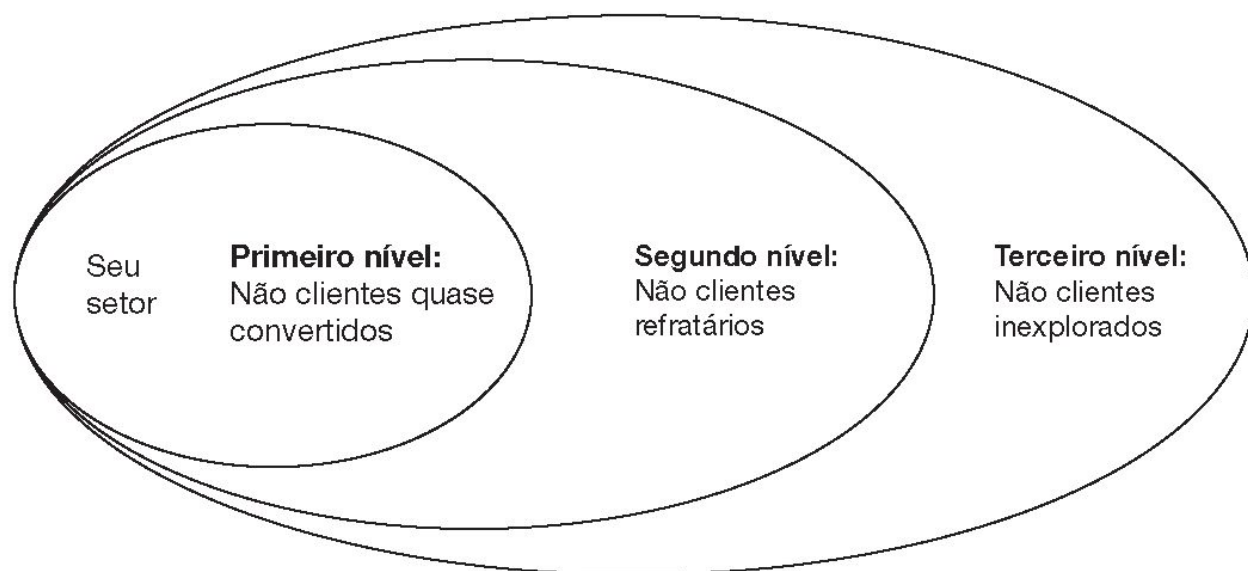 Seu
setor
Primeiro nível:
Não clientes quase
convertidos
Segundo nível:
Não clientes
refratários
Terceiro nível:
Não clientes
inexplorados